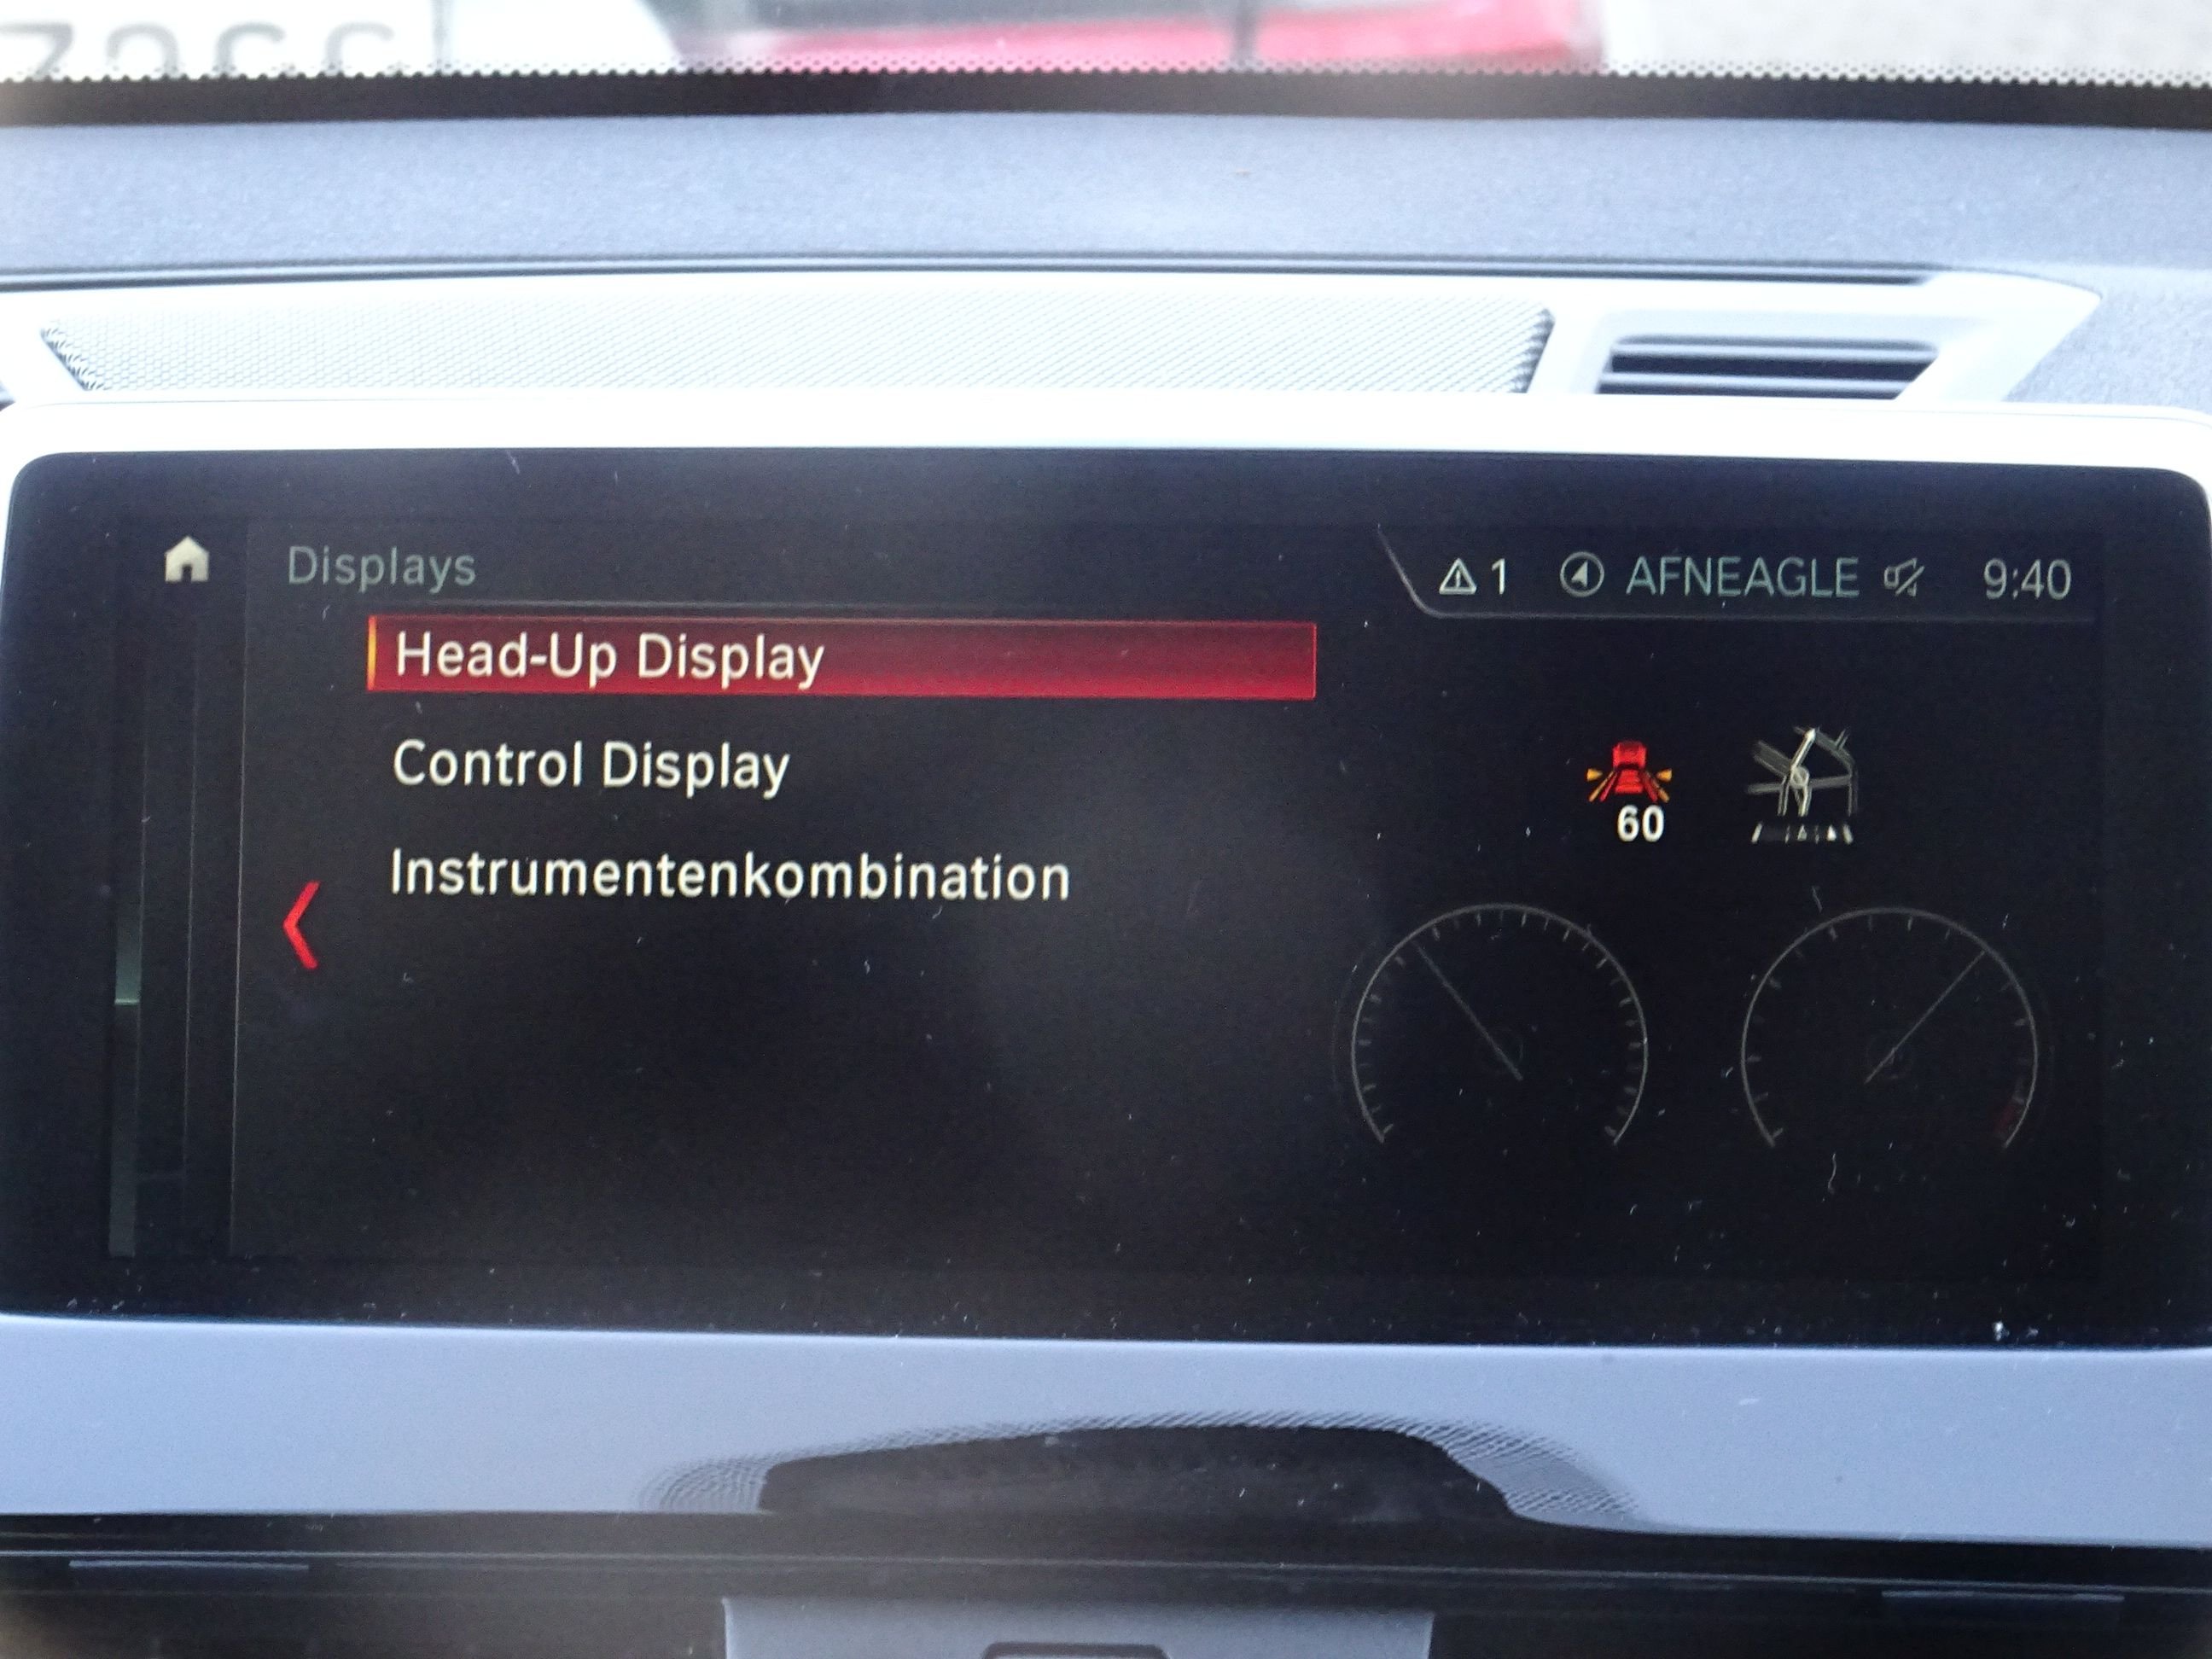 Displays
1 AFNEAGLE 9:40
Head-Up Display
Control Display
Instrumentenkombination
60